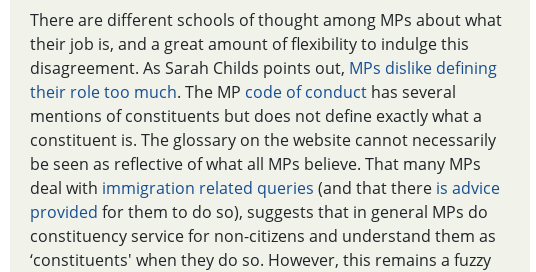 There are different schools of thought among MPs about what
their job is, and a great amount of flexibility to indulge this
disagreement. As Sarah Childs points out, MPs dislike defining
their role too much. The MP code of conduct has several
mentions of constituents but does not define exactly what a
constituent is. The glossary on the website cannot necessarily
be seen as reflective of what all MPs believe. That many MPs
deal with immigration related queries (and that there is advice
provided for them to do so), suggests that in general MPs do
constituency service for non-citizens and understand them as
‘constituents' when they do so. However, this remains a fuzzy